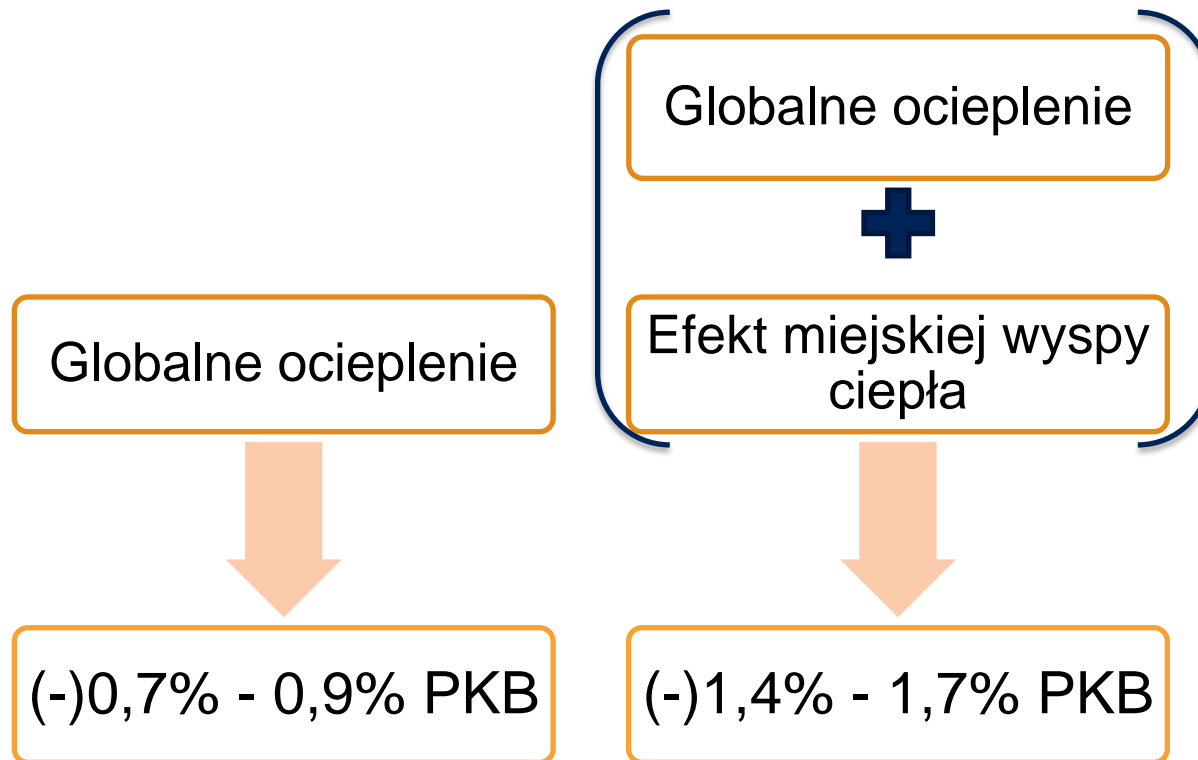 Globalne ocieplenie
(-)0,7% - 0,9% PKB
Globalne ocieplenie
Efekt miejskiej wyspy
ciepła
(-)1,4% - 1,7% PKB